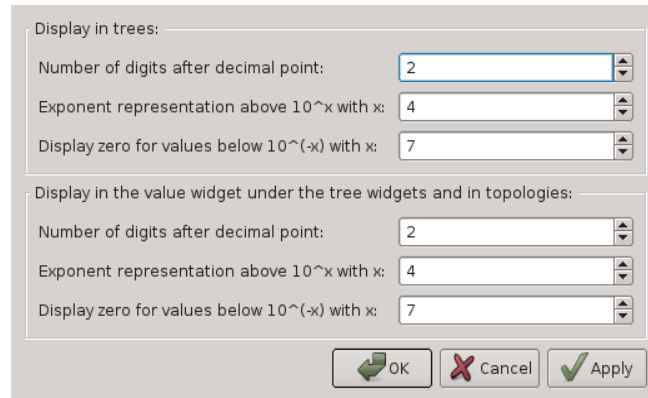 Display in trees:
Number of digits after decimal point: 2
Exponent representation above 10^x with x: 4
Display zero for values below 10^(-x) with x: 7
Display in the value widget under the tree widgets and in topologies:
Number of digits after decimal point: 2
Exponent representation above 10^x with x: 4
Display zero for values below 10^(-x) with x: 7
OK Cancel Apply